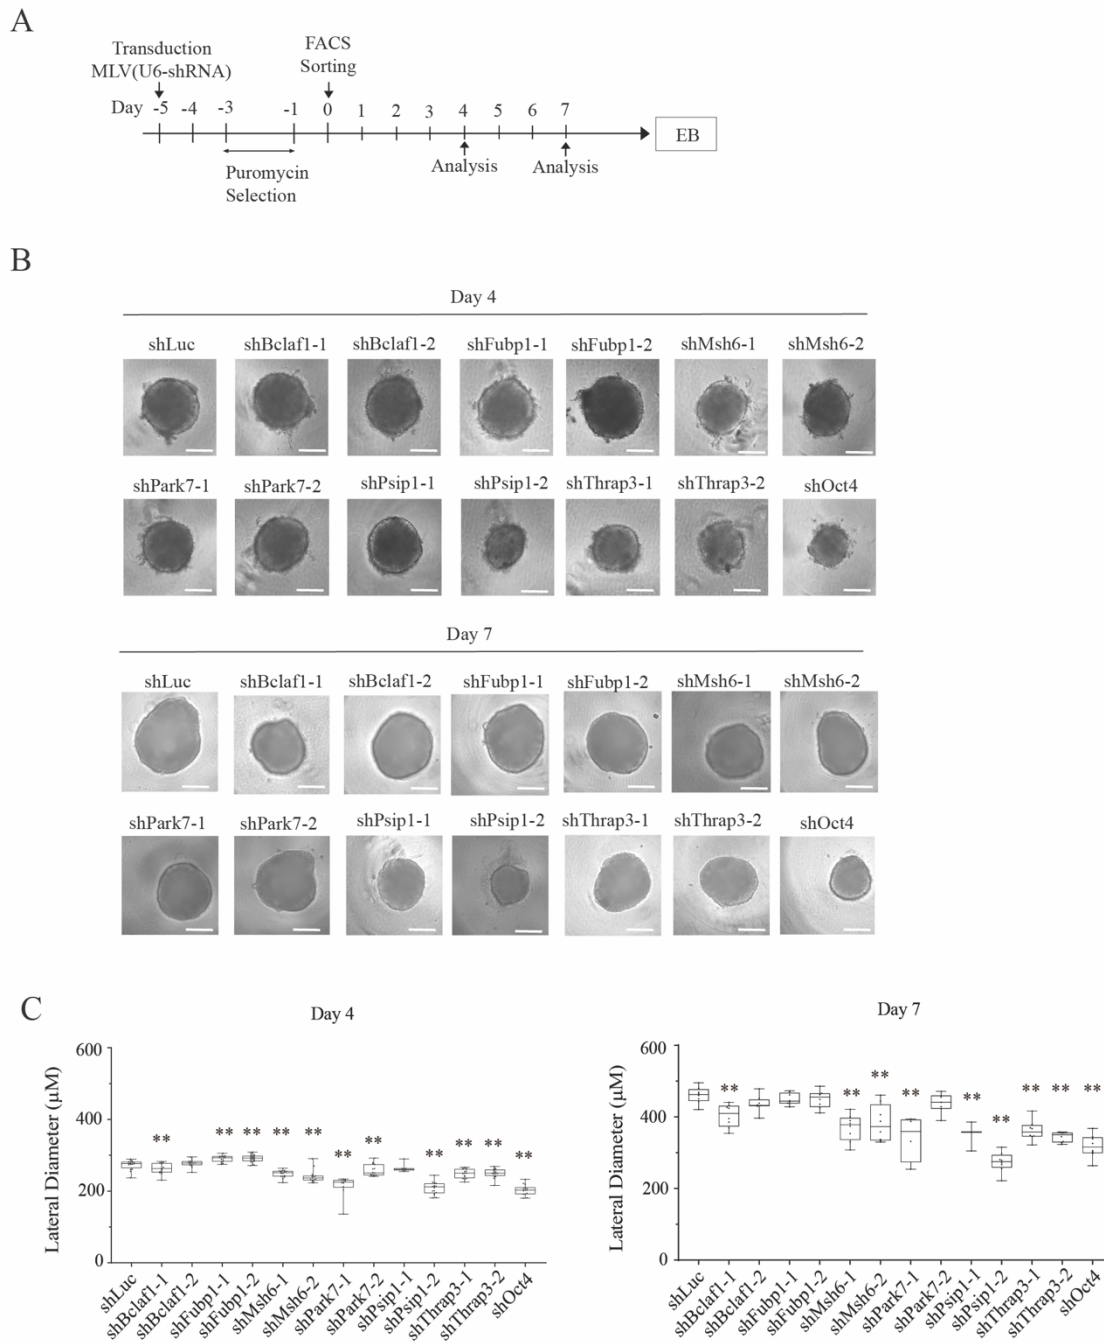 A
Transduction
MLV(U6-shRNA)
FACS
Sorting
Day -5 -4 -3 -1 0 1 2 3 4 5 6 7
EB
Puromycin
Selection
Analysis Analysis
B
Day 4
shLuc shBclaf1-1 shBclaf1-2 shFubp1-1 shFubp1-2 shMsh6-1 shMsh6-2
shPark7-1 shPark7-2 shPsip1-1 shPsip1-2 shThrap3-1 shThrap3-2 shOct4
Day 7
shLuc shBclaf1-1 shBclaf1-2 shFubp1-1 shFubp1-2 shMsh6-1 shMsh6-2
shPark7-1 shPark7-2 shPsip1-1 shPsip1-2 shThrap3-1 shThrap3-2 shOct4
C
Day 4
Lateral Diameter (μM)
600
400
200
0
** ** ** ** ** ** ** ** ** ** **
shLuc shBclaf1-1 shBclaf1-2 shFubp1-1 shFubp1-2 shMsh6-1 shMsh6-2 shPark7-1 shPark7-2 shPsip1-1 shPsip1-2 shThrap3-1 shThrap3-2 shOct4
Day 7
Lateral Diameter (μM)
600
400
200
0
** ** ** ** ** ** ** ** **
shLuc shBclaf1-1 shBclaf1-2 shFubp1-1 shFubp1-2 shMsh6-1 shMsh6-2 shPark7-1 shPark7-2 shPsip1-1 shPsip1-2 shThrap3-1 shThrap3-2 shOct4